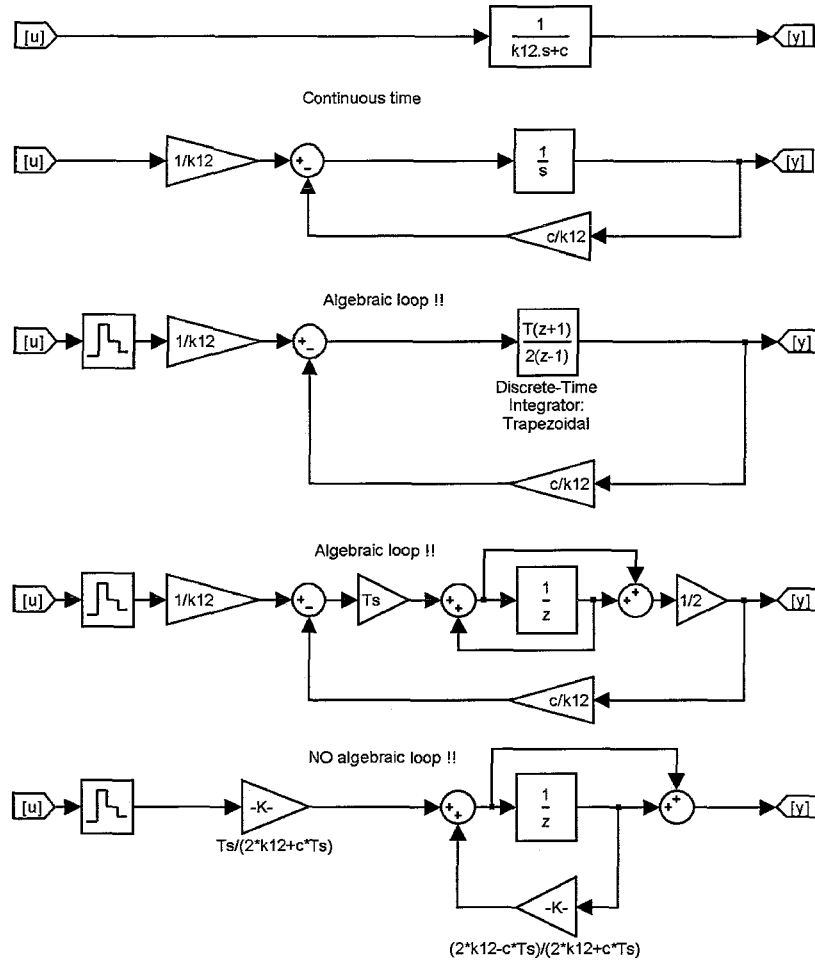 [u]
1
k12.s+c
[y]
Continuous time
[u]
1/k12
+
-
1
s
[y]
c/k12
Algebraic loop !!
[u]
1/k12
+
-
T(z+1)
2(z-1)
[y]
Discrete-Time
Integrator:
Trapezoidal
c/k12
Algebraic loop !!
[u]
1/k12
+
-
Ts
+
+
1
z
+
+
1/2
[y]
c/k12
NO algebraic loop !!
[u]
-K-
Ts/(2*k12+c*Ts)
+
+
1
z
+
+
[y]
-K-
(2*k12-c*Ts)/(2*k12+c*Ts)